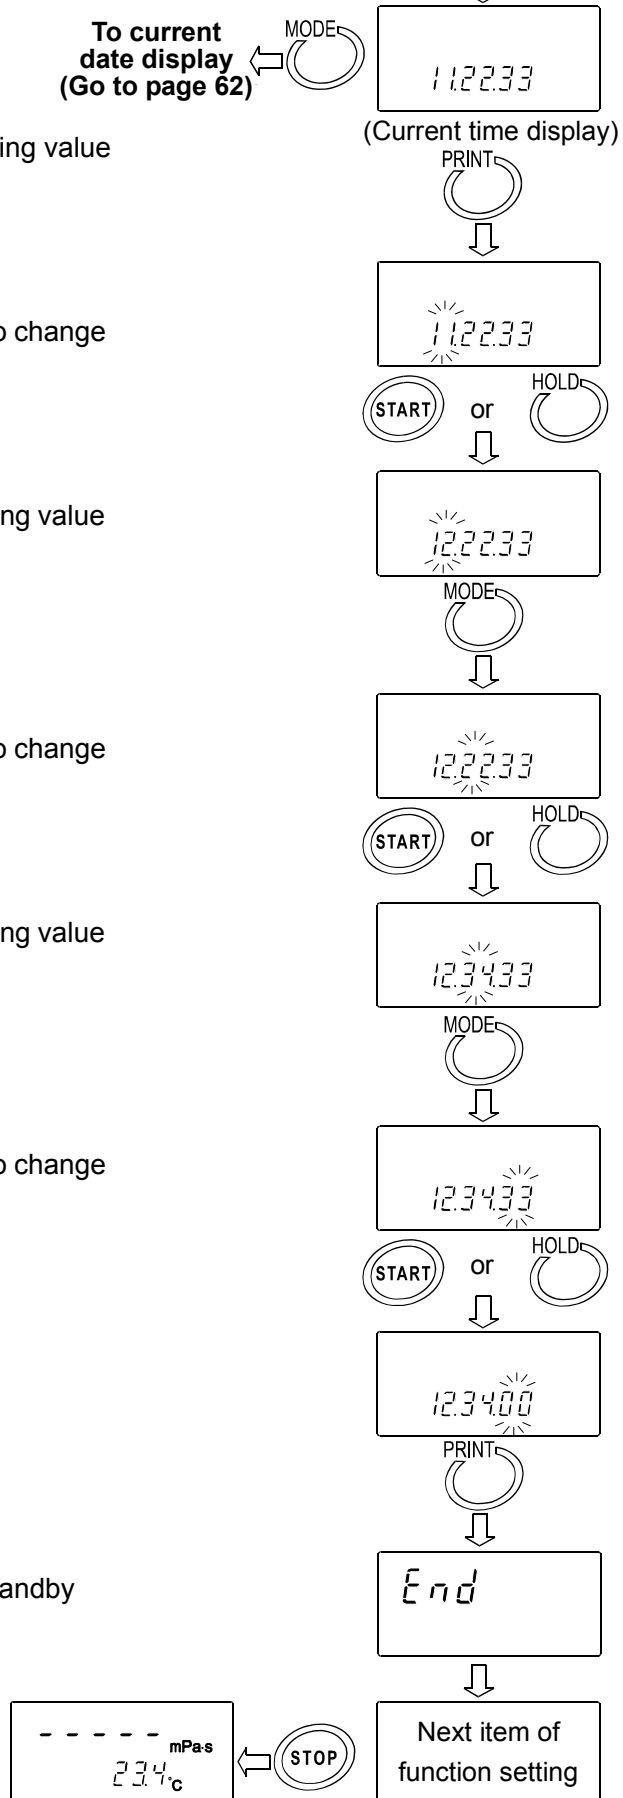 To current
date display
(Go to page 62)
MODE
11.22.33
(Current time display)
ing value
PRINT
o change
11.22.33
START or HOLD
ng value
12.22.33
MODE
o change
12.22.33
START or HOLD
ng value
12.34.33
MODE
o change
12.34.33
START or HOLD
12.34.00
PRINT
andby
End
- - - - - mPa·s
23.4 °C
STOP
Next item of
function setting